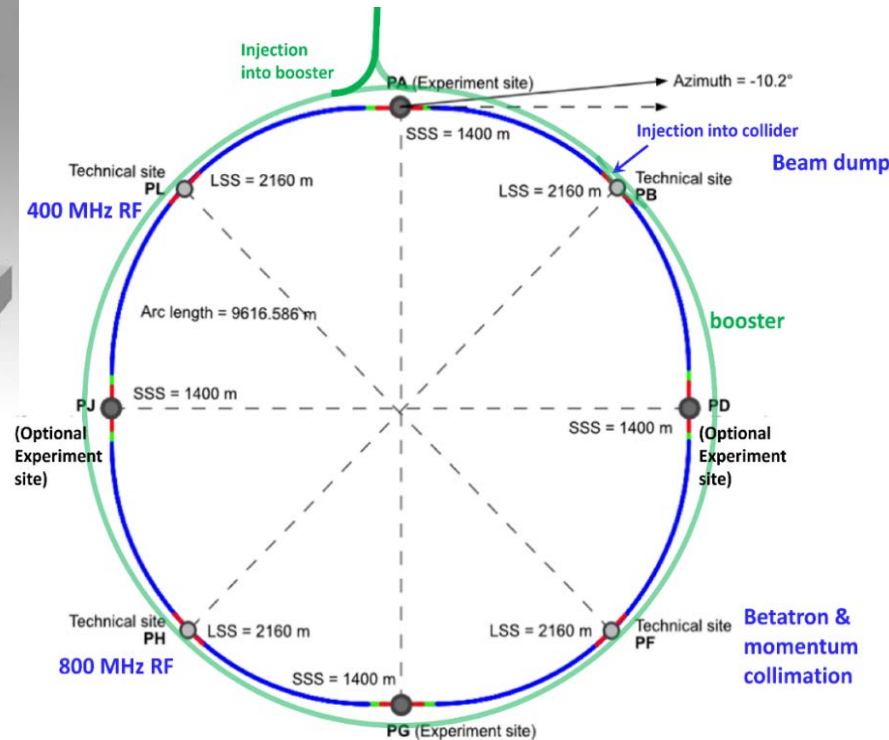 Injection
into booster
PA (Experiment site)
Azimuth = -10.2°
SSS = 1400 m
Injection into collider
Beam dump
Technical site
PL
LSS = 2160 m
400 MHz RF
LSS = 2160 m
Technical site
PB
Arc length = 9616.586 m
booster
PJ
SSS = 1400 m
(Optional
Experiment
site)
SSS = 1400 m
PD
(Optional
Experiment
site)
Technical site
PH
LSS = 2160 m
800 MHz RF
LSS = 2160 m
Technical site
PF
Betatron &
momentum
collimation
SSS = 1400 m
PG (Experiment site)